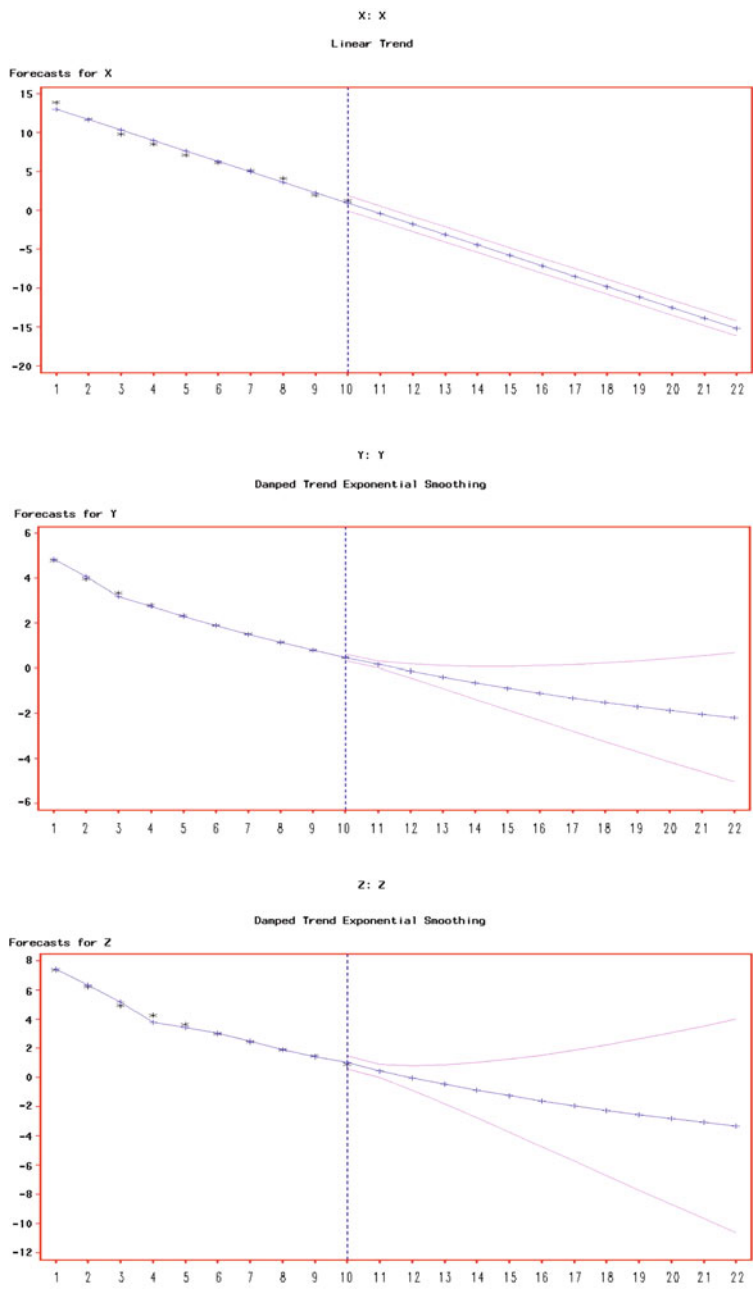 X: X
Linear Trend
Forecasts for X
15
10
5
0
-5
-10
-15
-20
1 2 3 4 5 6 7 8 9 10 11 12 13 14 15 16 17 18 19 20 21 22
Y: Y
Damped Trend Exponential Smoothing
Forecasts for Y
6
4
2
0
-2
-4
-6
1 2 3 4 5 6 7 8 9 10 11 12 13 14 15 16 17 18 19 20 21 22
Z: Z
Damped Trend Exponential Smoothing
Forecasts for Z
8
6
4
2
0
-2
-4
-6
-8
-10
-12
1 2 3 4 5 6 7 8 9 10 11 12 13 14 15 16 17 18 19 20 21 22